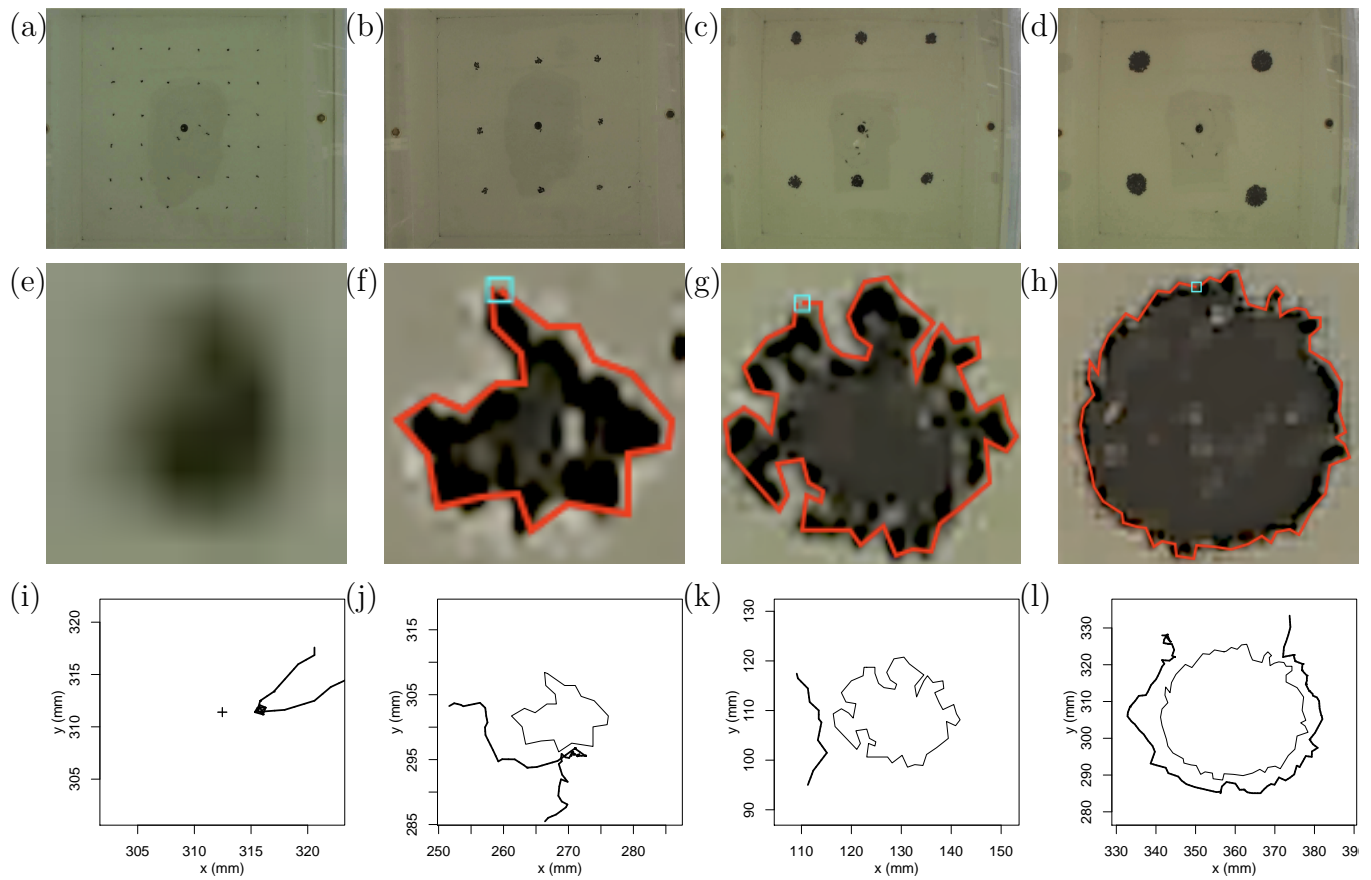 (a) (b) (c) (d)
(e) (f) (g) (h)
(i) (j) (k) (l)
y (mm)
320
315
310
305
305 310 315 320
x (mm)
y (mm)
315
305
295
285
250 260 270 280
x (mm)
y (mm)
130
120
110
100
90
110 120 130 140 150
x (mm)
y (mm)
330
320
310
300
290
280
330 340 350 360 370 380 39
x (mm)